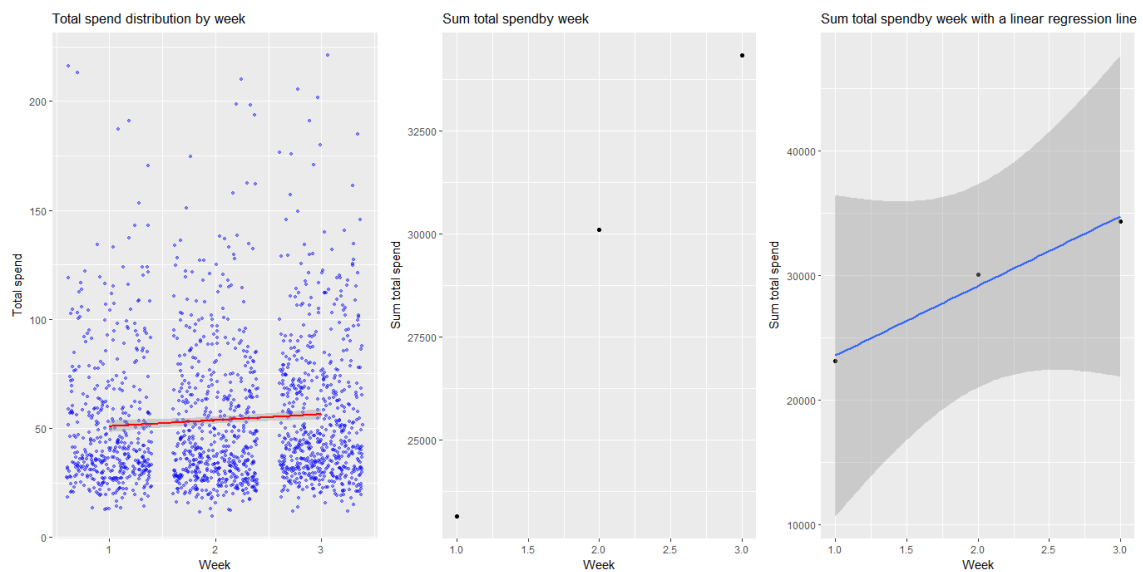 Total spend distribution by week
200
150
100
50
0
Total spend
1
2
3
Week
Sum total spendby week
32500
30000
27500
25000
Sum total spend
1.0
1.5
2.0
2.5
3.0
Week
Sum total spendby week with a linear regression line
40000
30000
20000
10000
Sum total spend
1.0
1.5
2.0
2.5
3.0
Week